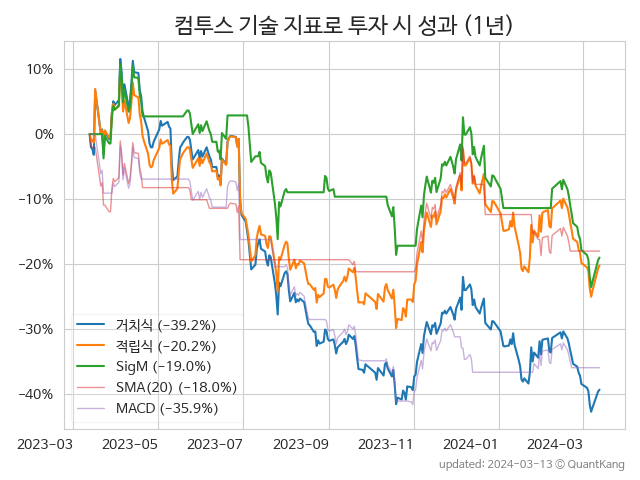 컴투스 기술 지표로 투자 시 성과 (1년)
10%
0%
−10%
−20%
−30%
−40%
거치식 (−39.2%)
적립식 (−20.2%)
SigM (−19.0%)
SMA(20) (−18.0%)
MACD (−35.9%)
2023-03 2023-05 2023-07 2023-09 2023-11 2024-01 2024-03
updated: 2024-03-13 © QuantKang